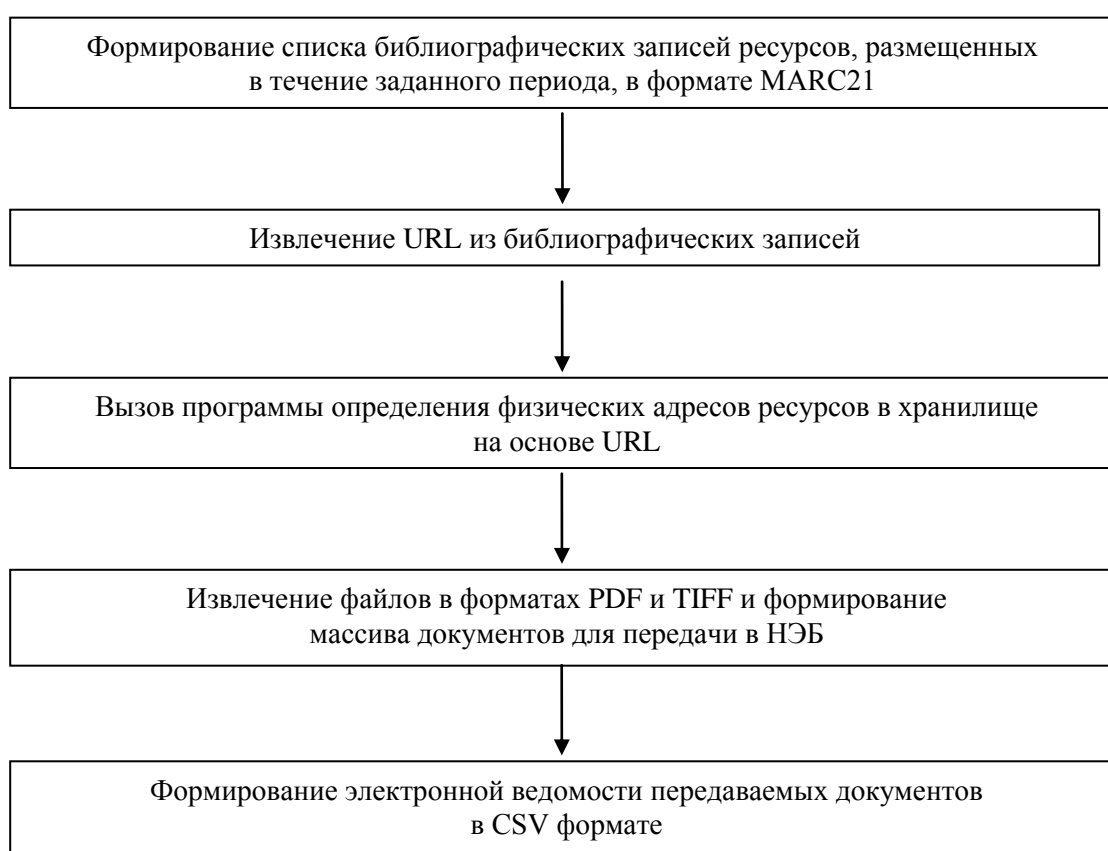 Формирование списка библиографических записей ресурсов, размещенных
в течение заданного периода, в формате MARC21
Извлечение URL из библиографических записей
Вызов программы определения физических адресов ресурсов в хранилище
на основе URL
Извлечение файлов в форматах PDF и TIFF и формирование
массива документов для передачи в НЭБ
Формирование электронной ведомости передаваемых документов
в CSV формате